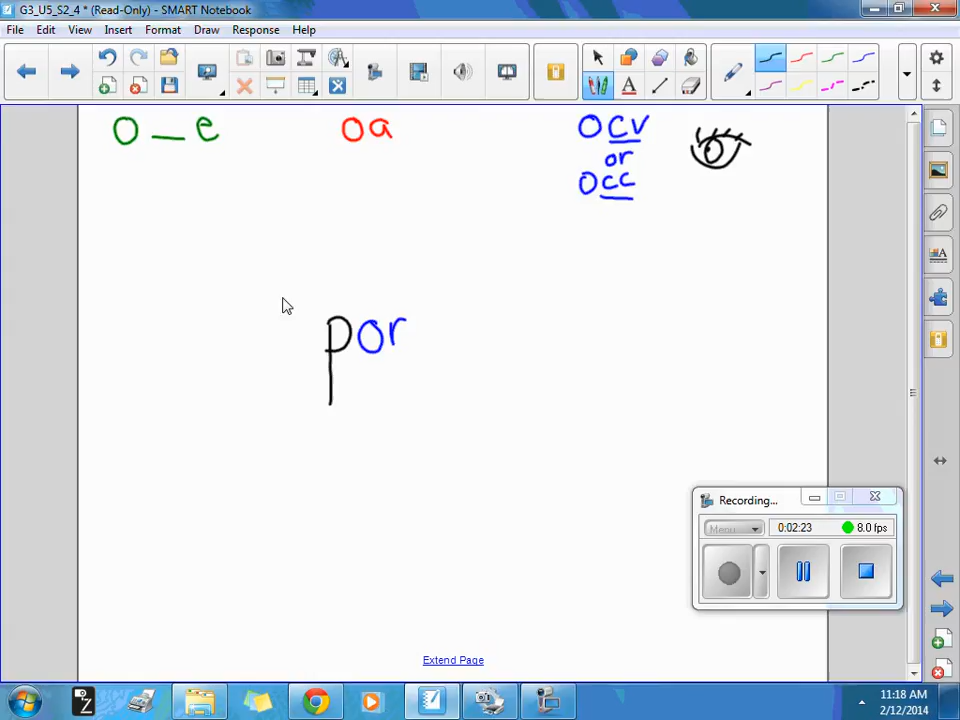 G3_U5_S2_4 * (Read-Only) - SMART Notebook
File Edit View Insert Format Draw Response Help
o_e oa ocv
or
occ
por
Recording...
Menu 0:02:23 8.0 fps
Extend Page
11:18 AM
2/12/2014